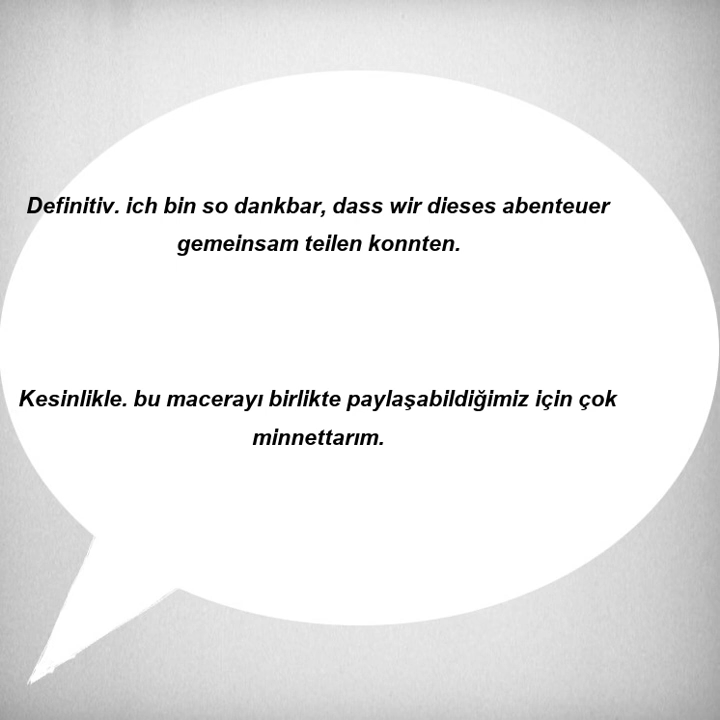 Definitiv. ich bin so dankbar, dass wir dieses abenteuer
gemeinsam teilen konnten.
Kesinlikle. bu macerayı birlikte paylaşabildiğimiz için çok
minnettarım.